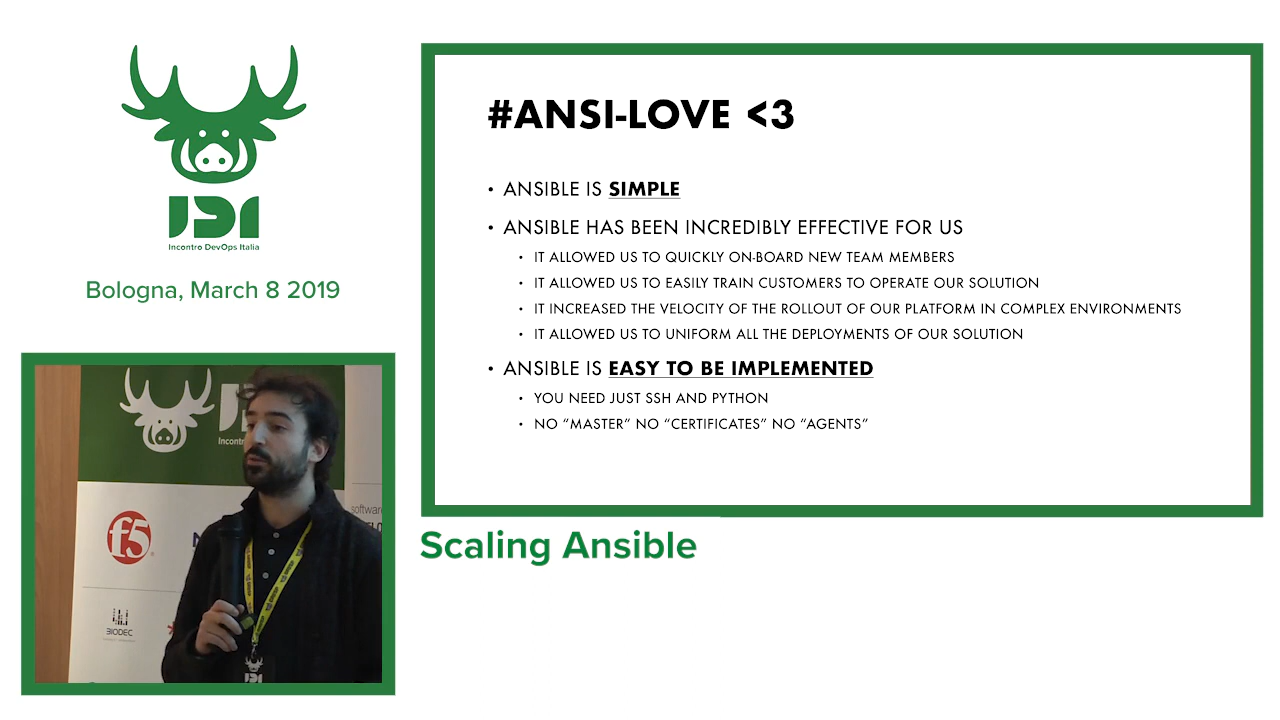 IDI
Incontro DevOps Italia
Bologna, March 8 2019
#ANSI-LOVE <3
• ANSIBLE IS SIMPLE
• ANSIBLE HAS BEEN INCREDIBLY EFFECTIVE FOR US
• IT ALLOWED US TO QUICKLY ON-BOARD NEW TEAM MEMBERS
• IT ALLOWED US TO EASILY TRAIN CUSTOMERS TO OPERATE OUR SOLUTION
• IT INCREASED THE VELOCITY OF THE ROLLOUT OF OUR PLATFORM IN COMPLEX ENVIRONMENTS
• IT ALLOWED US TO UNIFORM ALL THE DEPLOYMENTS OF OUR SOLUTION
• ANSIBLE IS EASY TO BE IMPLEMENTED
• YOU NEED JUST SSH AND PYTHON
• NO “MASTER” NO “CERTIFICATES” NO “AGENTS”
Scaling Ansible
f5
software
BIODEC